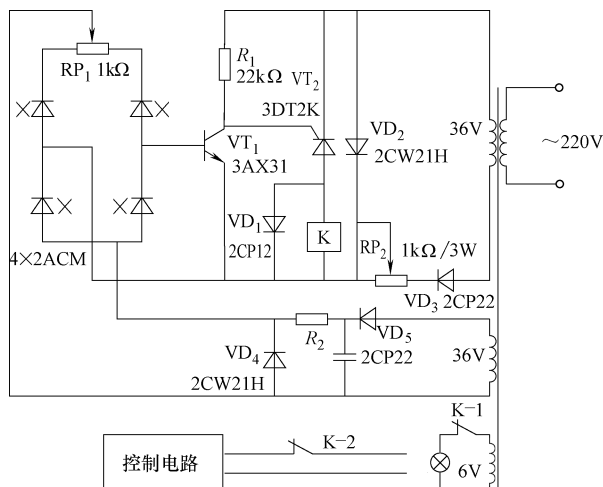 RP₁ 1kΩ
R₁
22kΩ
VT₂
3DT2K
VT₁
3AX31
VD₂
2CW21H
36V
～220V
VD₁
2CP12
K
RP₂
1kΩ/3W
4×2ACM
VD₃ 2CP22
R₂
VD₅
2CP22
VD₄
2CW21H
36V
K-1
K-2
控制电路
6V